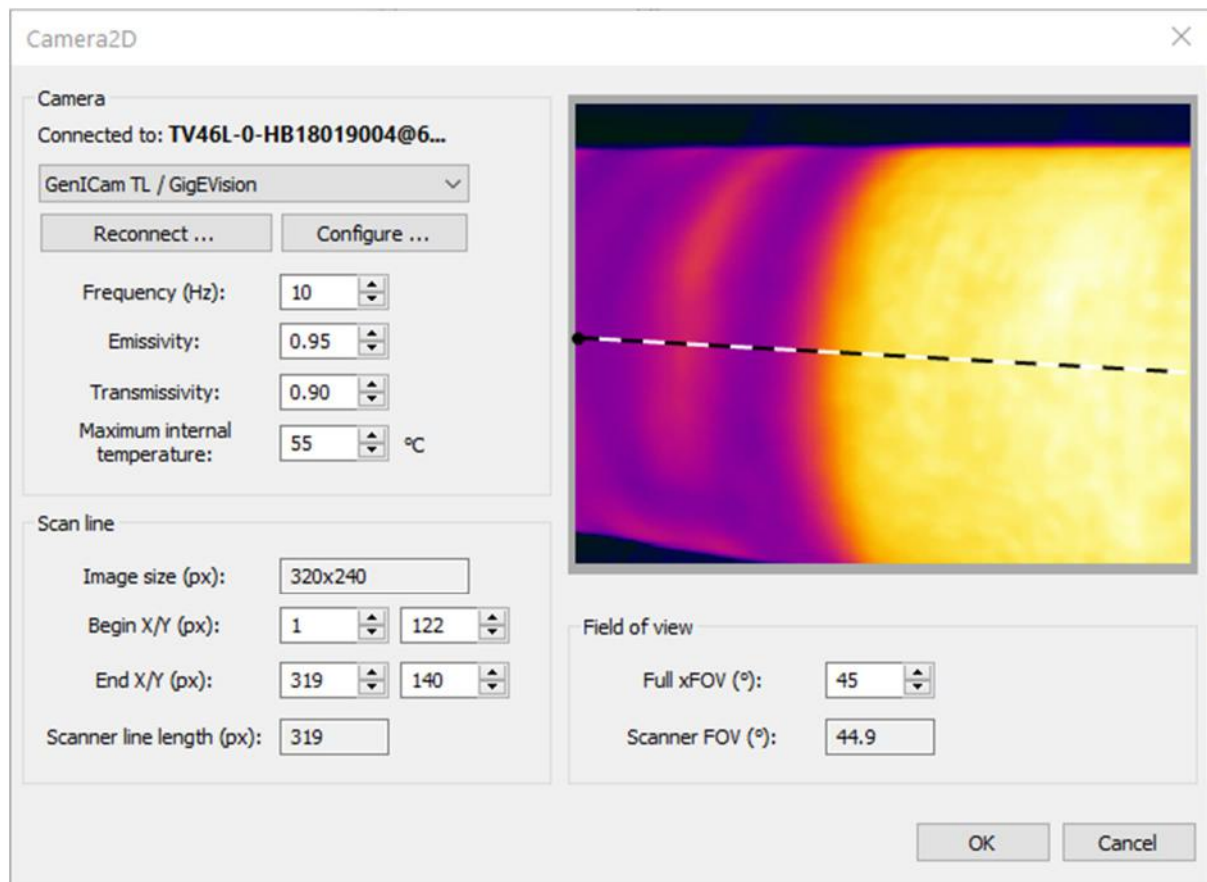 Camera2D
Camera
Connected to: TV46L-0-HB18019004@6...
GenICam TL / GigEVision
Reconnect ... Configure ...
Frequency (Hz): 10
Emissivity: 0.95
Transmissivity: 0.90
Maximum internal
temperature: 55 °C
Scan line
Image size (px): 320x240
Begin X/Y (px): 1 122
End X/Y (px): 319 140
Scanner line length (px): 319
Field of view
Full xFOV (°): 45
Scanner FOV (°): 44.9
OK Cancel